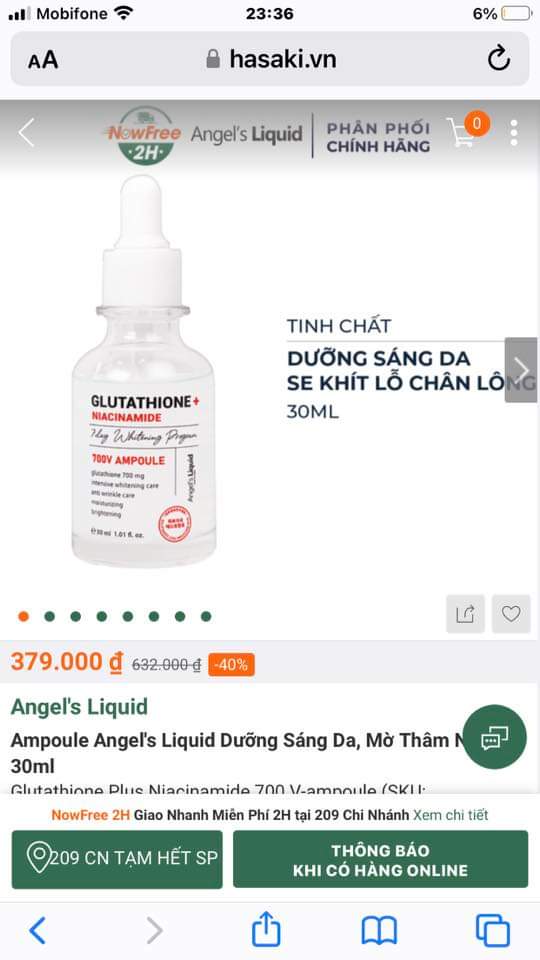 Mobifone
23:36
6%
AA
hasaki.vn
NowFree
2H
Angel's Liquid
PHÂN PHỐI
CHÍNH HÃNG
0
TINH CHẤT
DƯỠNG SÁNG DA
SE KHÍT LỖ CHÂN LÔNG
30ML
GLUTATHIONE+
NIACINAMIDE
7day Whitening Program
700V AMPOULE
glutathione 700 mg
intensive whitening care
anti wrinkle care
moisturizing
brightening
Angel's Liquid
℮30 ml 1.01 fl. oz.
379.000 ₫ 632.000 ₫ -40%
Angel's Liquid
Ampoule Angel's Liquid Dưỡng Sáng Da, Mờ Thâm
30ml
Glutathione Plus Niacinamide 700 V-ampoule (SKU:
NowFree 2H Giao Nhanh Miễn Phí 2H tại 209 Chi Nhánh Xem chi tiết
209 CN TẠM HẾT SP
THÔNG BÁO
KHI CÓ HÀNG ONLINE